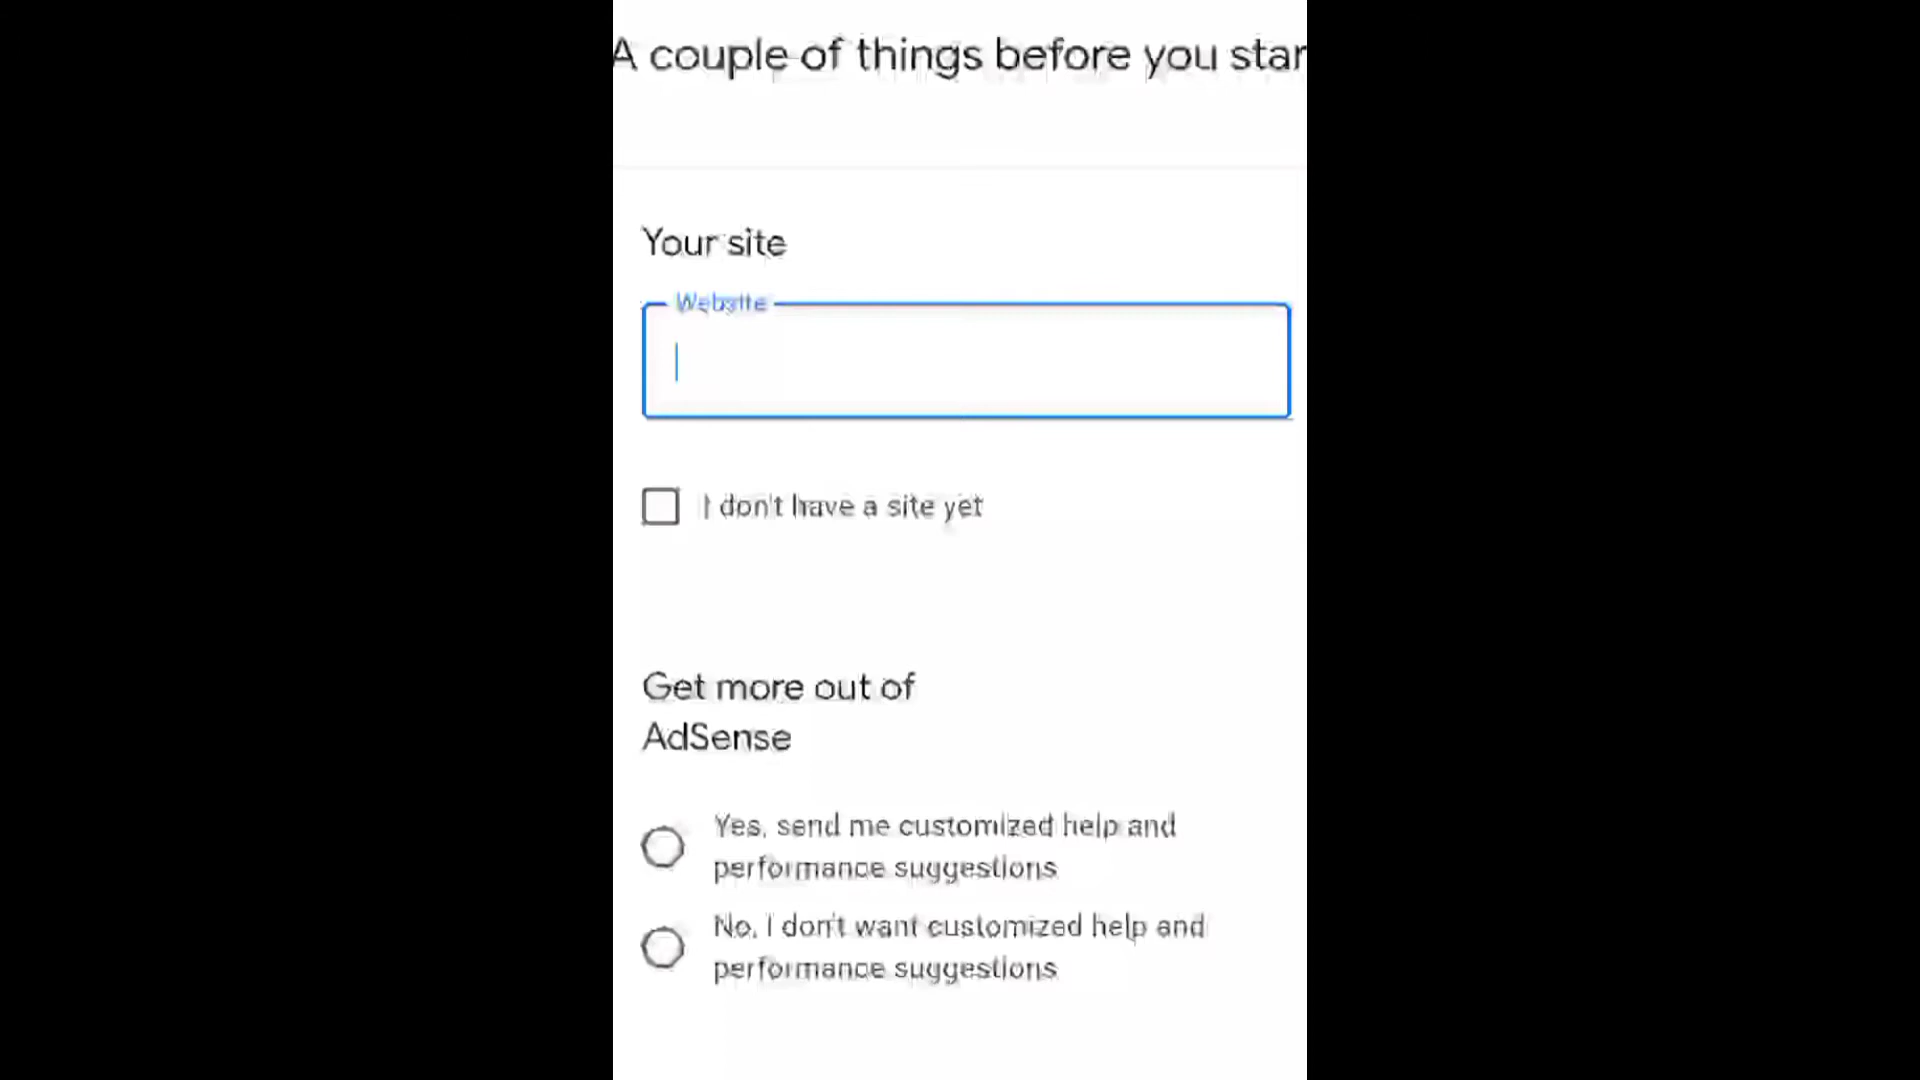 A couple of things before you star
Your site
Website
I don't have a site yet
Get more out of
AdSense
Yes, send me customized help and
performance suggestions
No, I don't want customized help and
performance suggestions